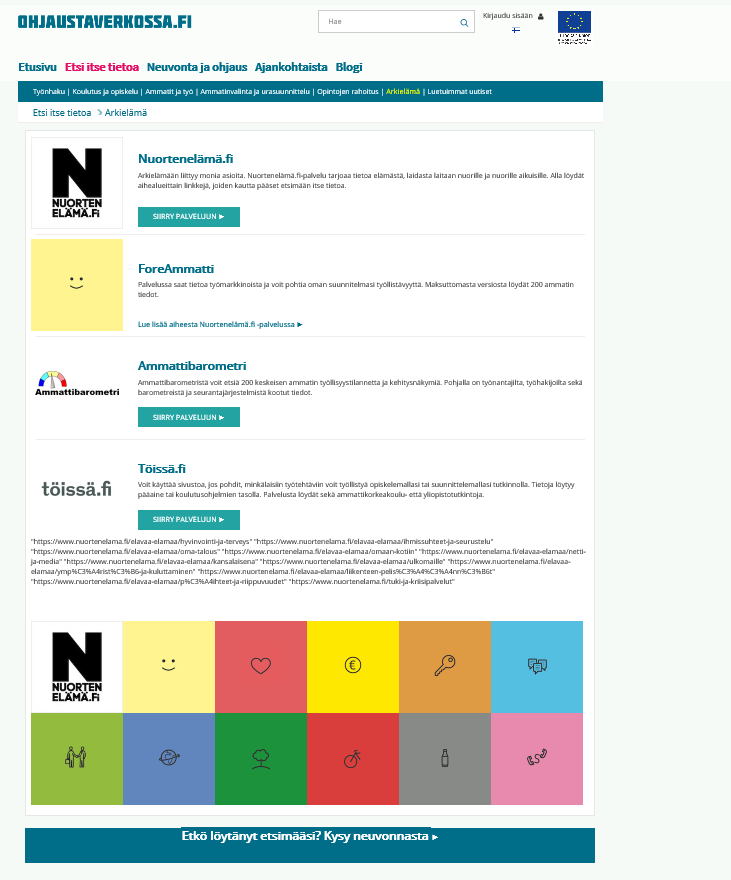 OHJAUSTAVERKOSSA.FI
Hae
Kirjaudu sisään
Etusivu Etsi itse tietoa Neuvonta ja ohjaus Ajankohtaista Blogi
Työnhaku | Koulutus ja opiskelu | Ammatit ja työ | Ammatinvalinta ja urasuunnittelu | Opintojen rahoitus | Arkielämä | Luetuimmat uutiset
Etsi itse tietoa Arkielämä
NUORTEN
ELÄMÄ.Fi
Nuortenelämä.fi
Arkielämään liittyy monia asioita. Nuortenelämä.fi-palvelu tarjoaa tietoa elämästä, laidasta laitaan nuorille ja nuorille aikuisille. Alla löydät
aihealueittain linkkejä, joiden kautta pääset etsimään itse tietoa.
SIIRRY PALVELUUN ►
ForeAmmatti
Palvelussa saat tietoa työmarkkinoista ja voit pohtia oman suunnitelmasi työllistävyyttä. Maksuttomasta versiosta löydät 200 ammatin
tiedot.
Lue lisää aiheesta Nuortenelämä.fi -palvelussa ►
Ammattibarometri
Ammattibarometri
Ammattibarometristä voit etsiä 200 keskeisen ammatin työllisyystilannetta ja kehitysnäkymiä. Pohjalla on työnantajilta, työhakijoilta sekä
barometreistä ja seurantajärjestelmistä kootut tiedot.
SIIRRY PALVELUUN ►
töissä.fi
Töissä.fi
Voit käyttää sivustoa, jos pohdit, minkälaisiin työtehtäviin voit työllistyä opiskelemallasi tai suunnittelemallasi tutkinnolla. Tietoja löytyy
pääaine tai koulutusohjelmien tasolla. Palvelusta löydät sekä ammattikorkeakoulu- että yliopistotutkintoja.
SIIRRY PALVELUUN ►
"https://www.nuortenelama.fi/elavaa-elamaa/hyvinvointi-ja-terveys" "https://www.nuortenelama.fi/elavaa-elamaa/ihmissuhteet-ja-seurustelu"
"https://www.nuortenelama.fi/elavaa-elamaa/oma-talous" "https://www.nuortenelama.fi/elavaa-elamaa/omaan-kotiin" "https://www.nuortenelama.fi/elavaa-elamaa/netti-
ja-media" "https://www.nuortenelama.fi/elavaa-elamaa/kansalaisena" "https://www.nuortenelama.fi/elavaa-elamaa/ulkomaille" "https://www.nuortenelama.fi/elavaa-
elamaa/ymp%C3%A4rist%C3%B6-ja-kuluttaminen" "https://www.nuortenelama.fi/elavaa-elamaa/liikenteen-pelis%C3%A4%C3%A4nn%C3%B6t"
"https://www.nuortenelama.fi/elavaa-elamaa/p%C3%A4ihteet-ja-riippuvuudet" "https://www.nuortenelama.fi/tuki-ja-kriisipalvelut"
NUORTEN
ELÄMÄ.Fi
Etkö löytänyt etsimääsi? Kysy neuvonnasta ►